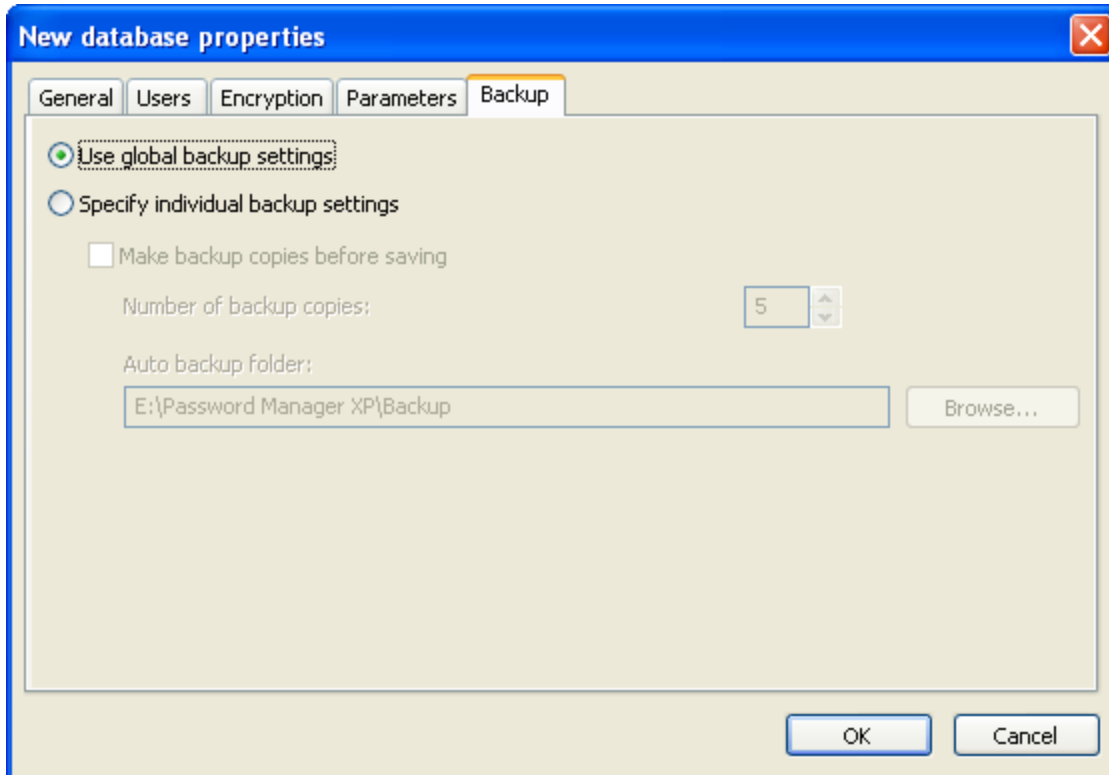 New database properties
General Users Encryption Parameters Backup
Use global backup settings
Specify individual backup settings
Make backup copies before saving
Number of backup copies: 5
Auto backup folder:
E:\Password Manager XP\Backup Browse...
OK Cancel